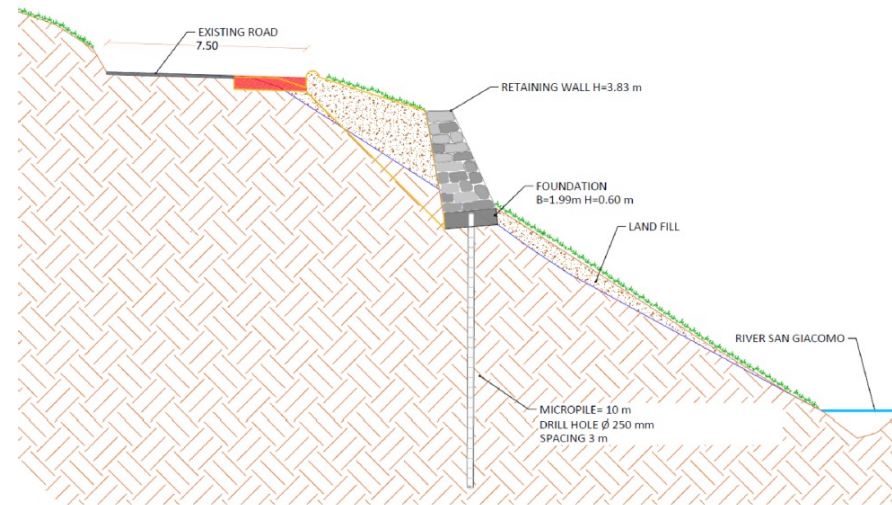 EXISTING ROAD
7.50
RETAINING WALL H=3.83 m
FOUNDATION
B=1.99m H=0.60 m
LAND FILL
RIVER SAN GIACOMO
MICROPILE= 10 m
DRILL HOLE Ø 250 mm
SPACING 3 m